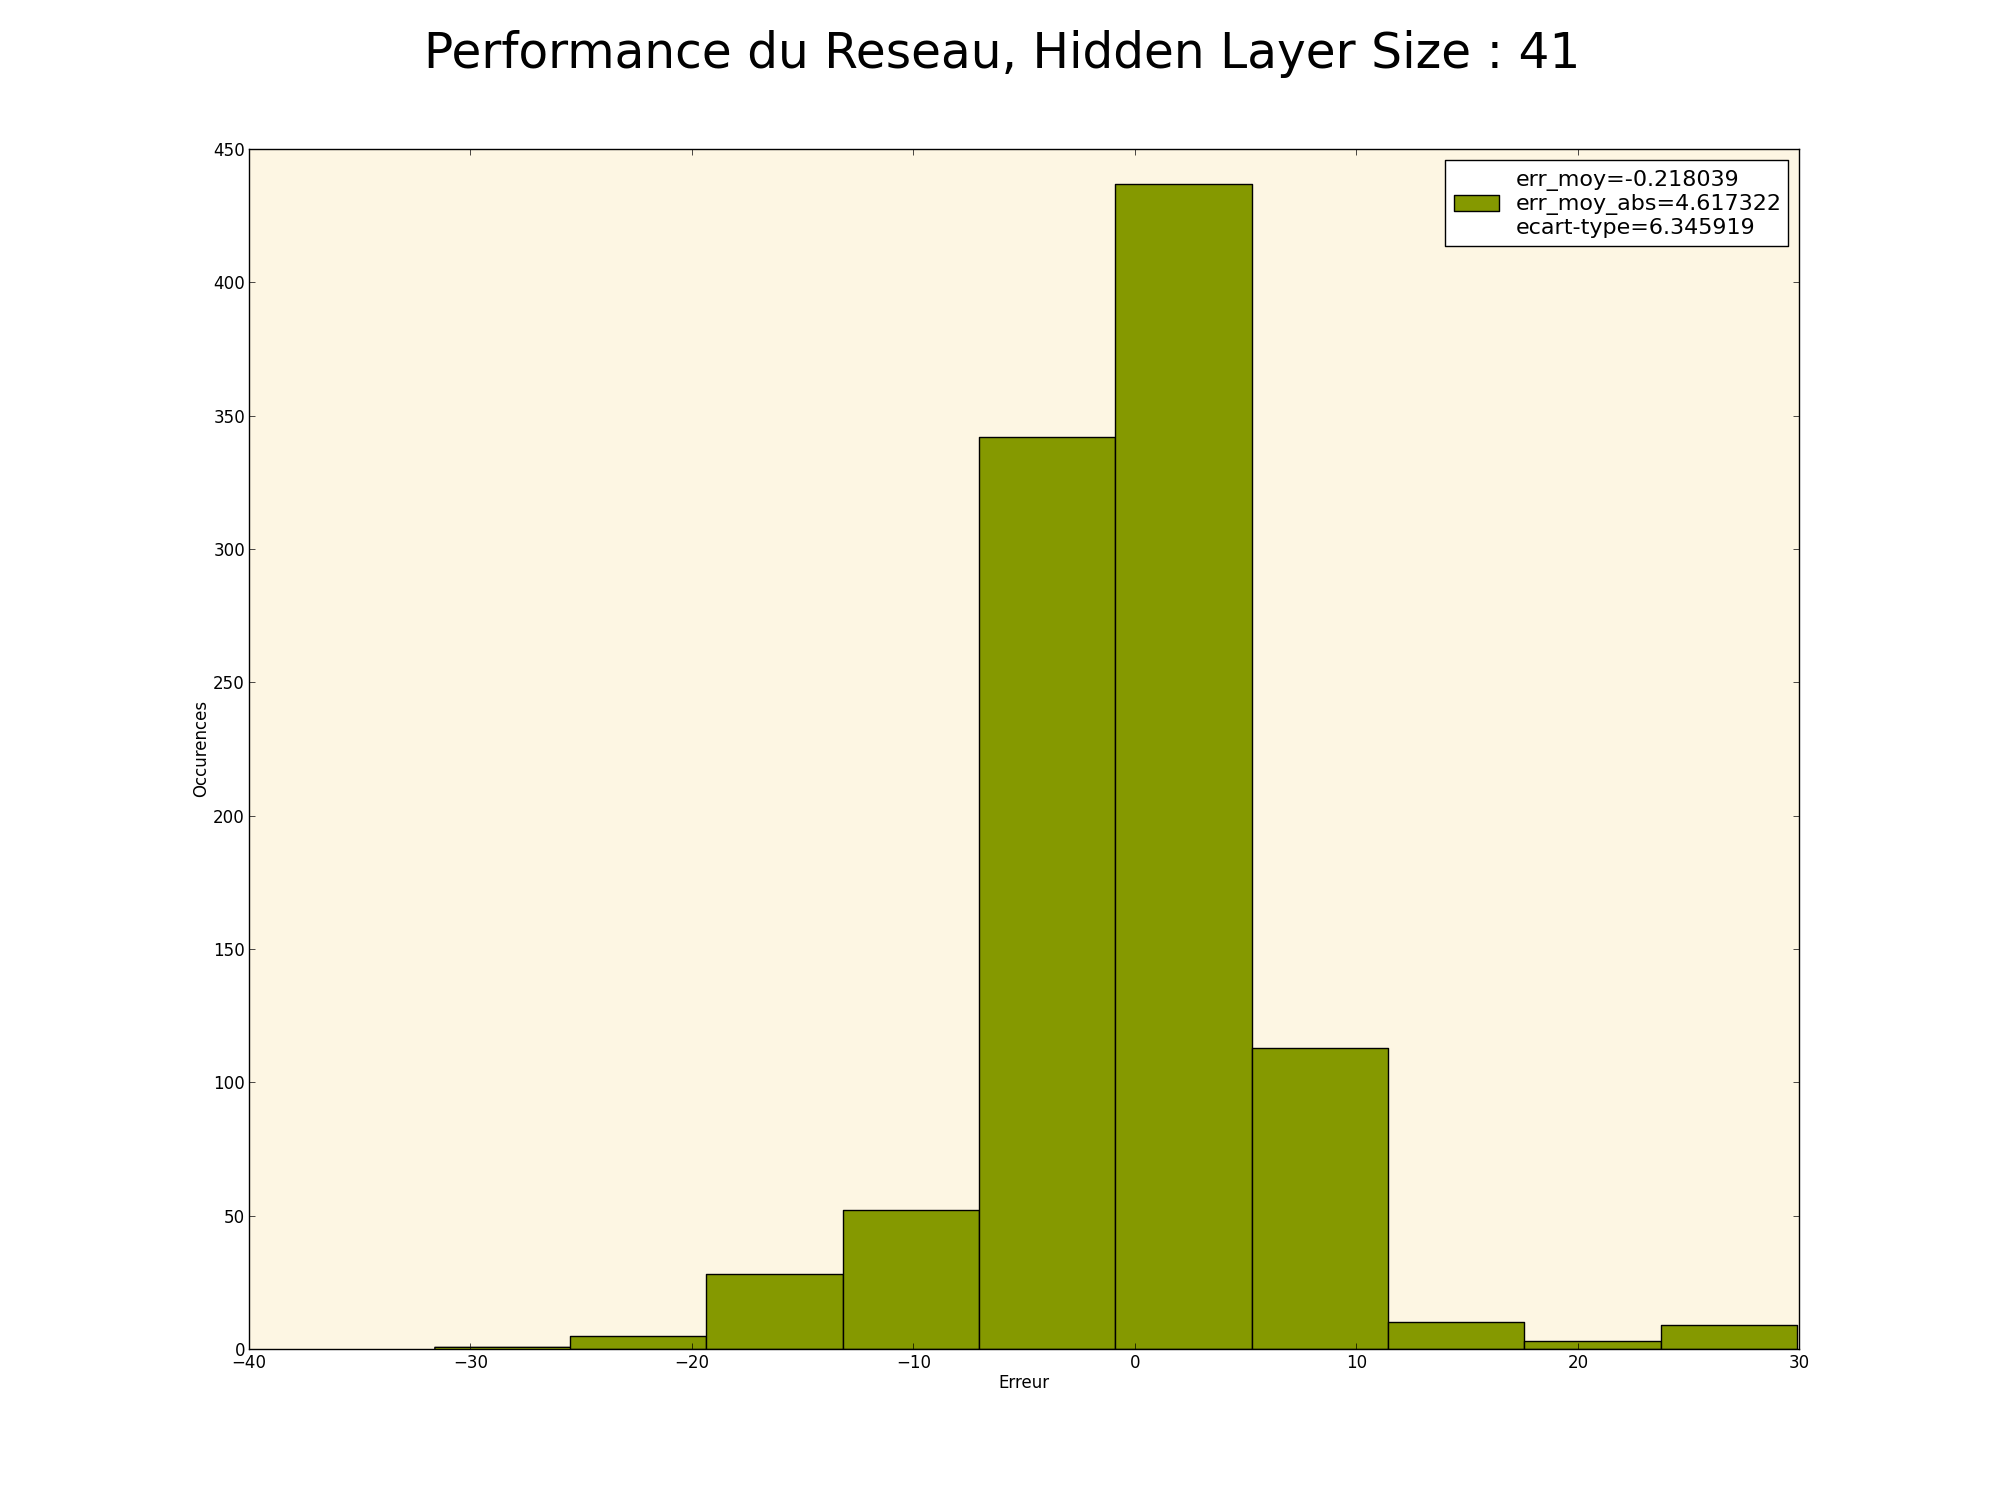 Performance du Reseau, Hidden Layer Size : 41
450
400
350
300
250
200
150
100
50
0
Occurences
err_moy=-0.218039
err_moy_abs=4.617322
ecart-type=6.345919
−40 −30 −20 −10 0 10 20 30
Erreur